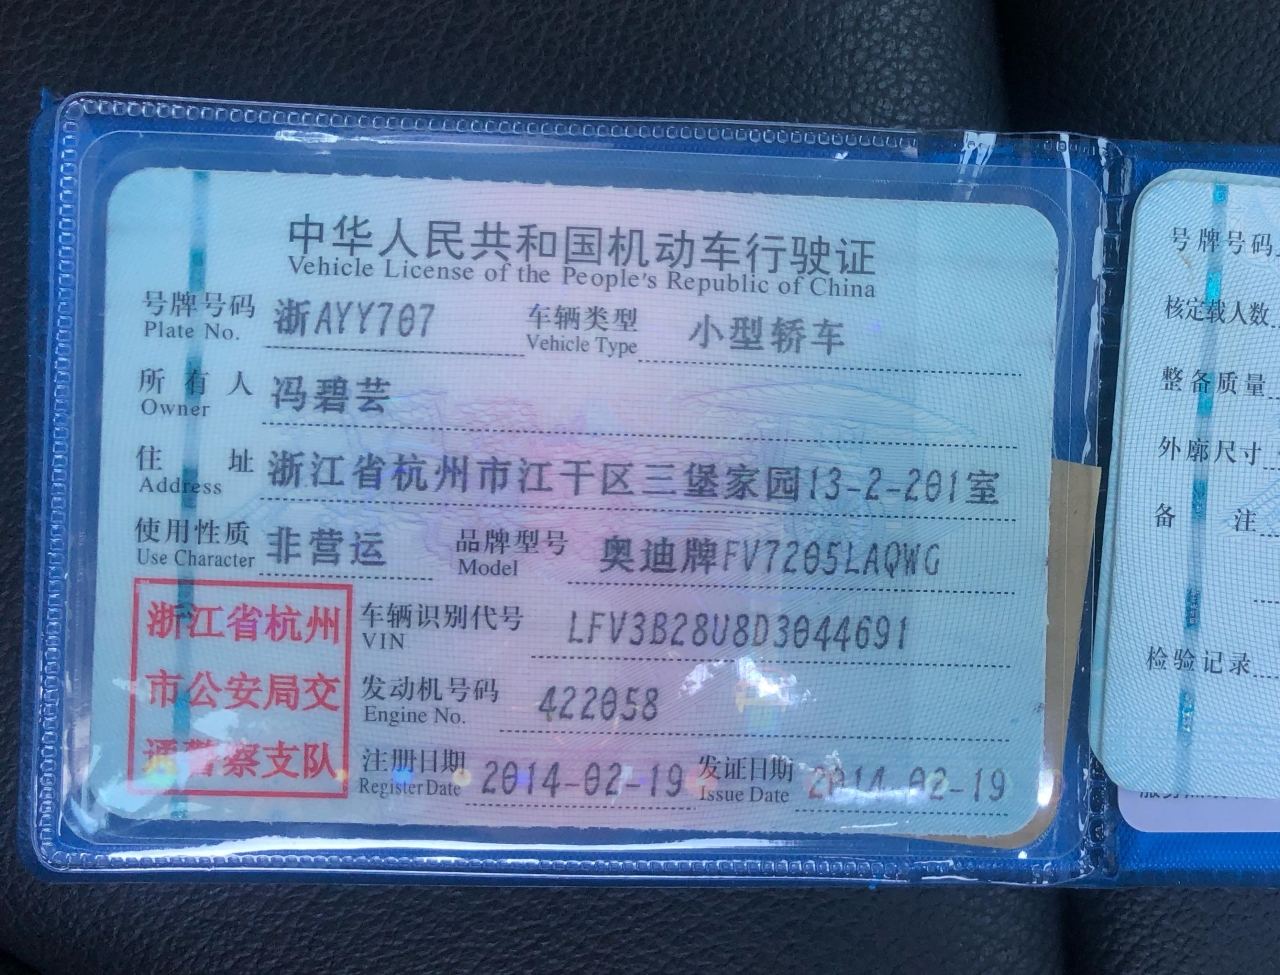 中华人民共和国机动车行驶证
Vehicle License of the People's Republic of China
号牌号码 浙AYY707 车辆类型 小型轿车
Plate No. Vehicle Type
所有人 冯碧芸
Owner
住址 浙江省杭州市江干区三堡家园13-2-201室
Address
使用性质 非营运 品牌型号 奥迪牌FV7205LAQWG
Use Character Model
浙江省杭州
市公安局交
通警察支队
车辆识别代号 LFV3B28U8D3044691
VIN
发动机号码 422058
Engine No.
注册日期 2014-02-19 发证日期 2014-02-19
Register Date Issue Date
号牌号码
核定载人数
整备质量
外廓尺寸
备注
检验记录